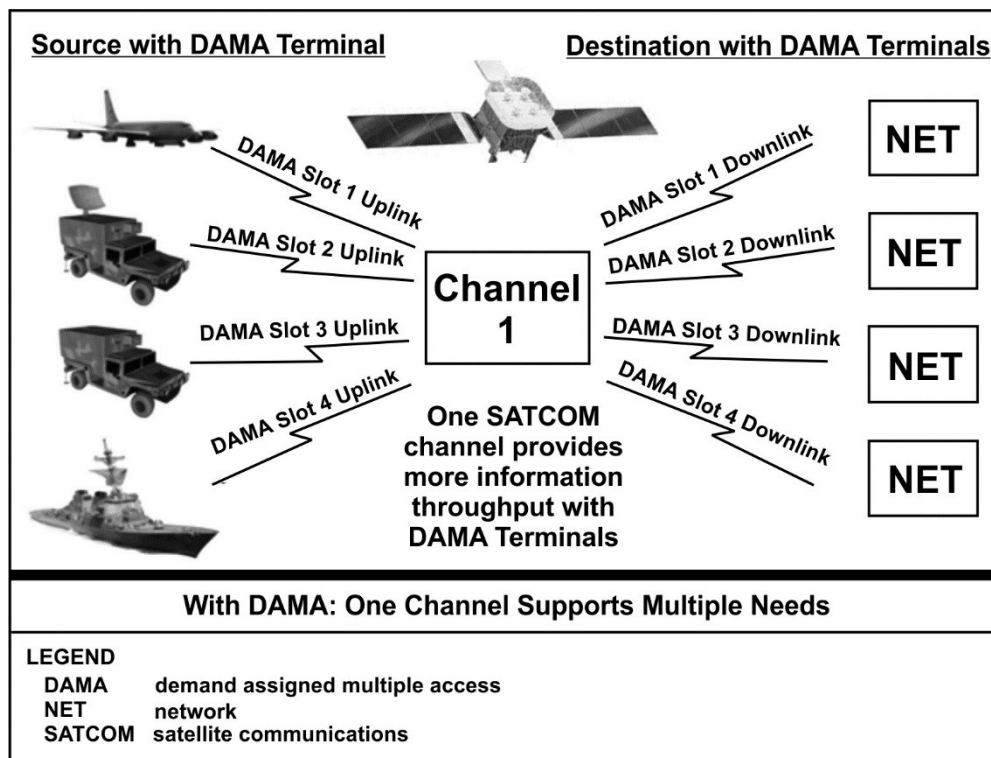 Source with DAMA Terminal
Destination with DAMA Terminals
DAMA Slot 1 Uplink
DAMA Slot 2 Uplink
DAMA Slot 3 Uplink
DAMA Slot 4 Uplink
Channel
1
DAMA Slot 1 Downlink
DAMA Slot 2 Downlink
DAMA Slot 3 Downlink
DAMA Slot 4 Downlink
NET
NET
NET
NET
One SATCOM
channel provides
more information
throughput with
DAMA Terminals
With DAMA: One Channel Supports Multiple Needs
LEGEND
DAMA demand assigned multiple access
NET network
SATCOM satellite communications